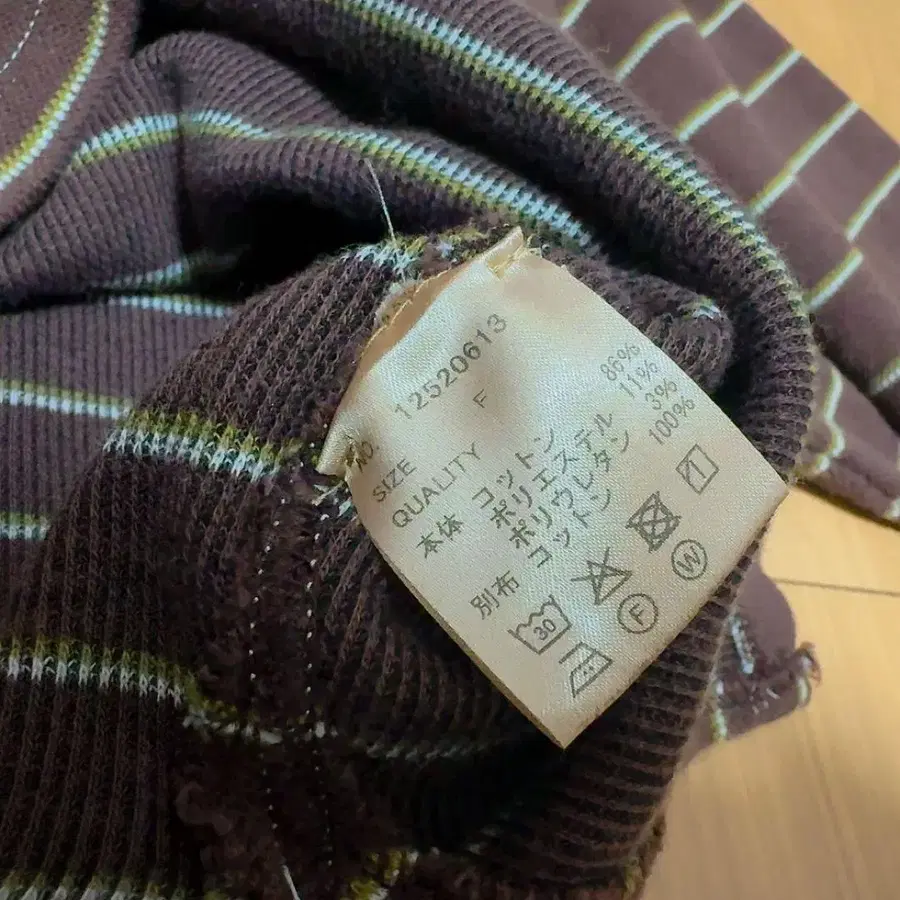 NO. 12520613
SIZE F
QUALITY
本体 コットン 86%
ポリエステル 11%
ポリウレタン 3%
別布 コットン 100%
30
F W